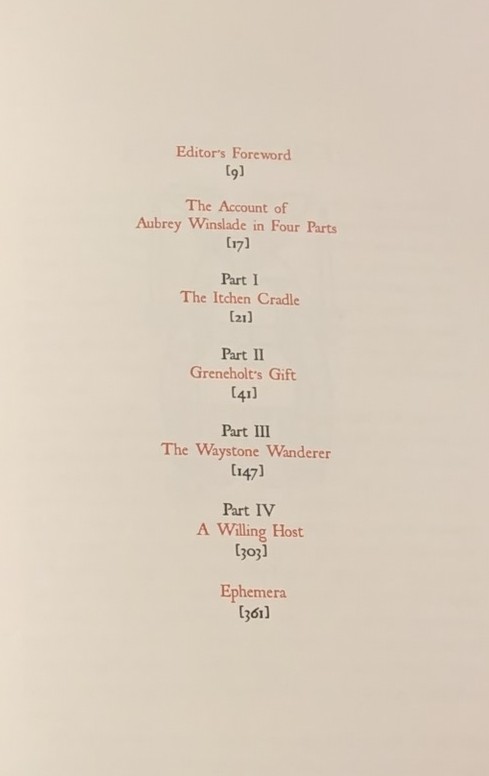 Editor's Foreword
[9]
The Account of
Aubrey Winslade in Four Parts
[17]
Part I
The Itchen Cradle
[21]
Part II
Greneholt's Gift
[41]
Part III
The Waystone Wanderer
[147]
Part IV
A Willing Host
[303]
Ephemera
[361]